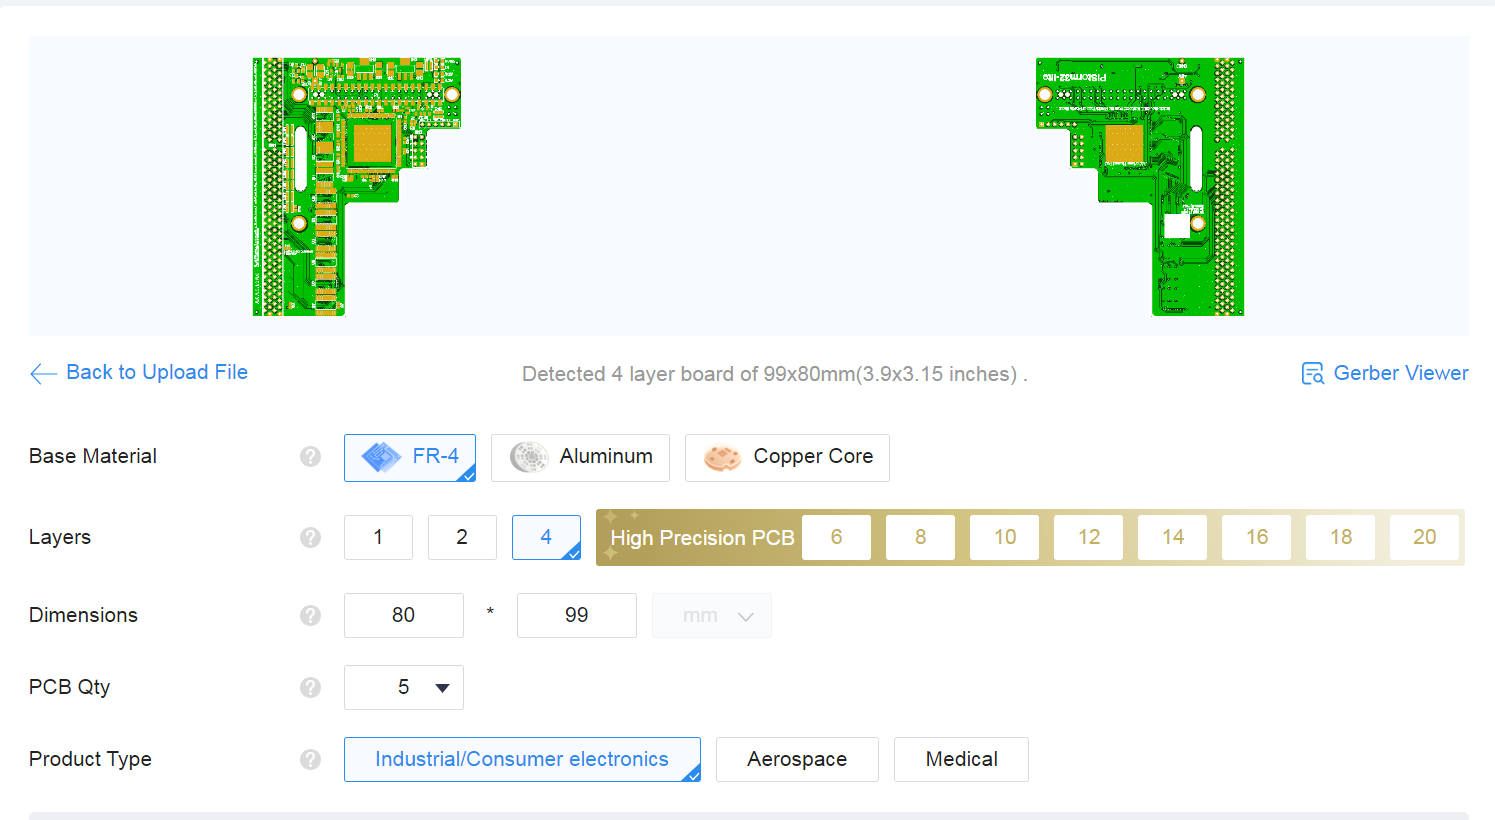 PiStorm32-lite
Back to Upload File
Detected 4 layer board of 99x80mm(3.9x3.15 inches) .
Gerber Viewer
Base Material ? FR-4 Aluminum Copper Core
Layers ? 1 2 4 High Precision PCB 6 8 10 12 14 16 18 20
Dimensions ? 80 * 99 mm
PCB Qty ? 5
Product Type ? Industrial/Consumer electronics Aerospace Medical